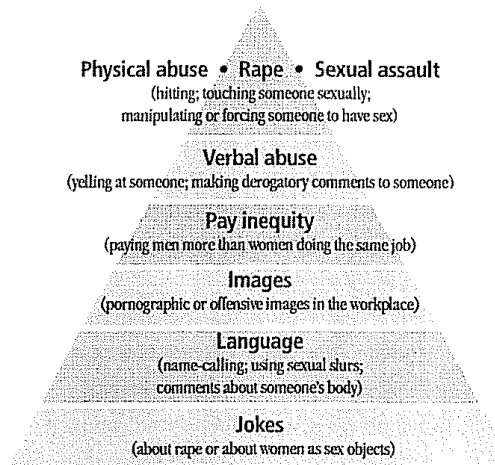 Physical abuse • Rape • Sexual assault
(hitting; touching someone sexually;
manipulating or forcing someone to have sex)
Verbal abuse
(yelling at someone; making derogatory comments to someone)
Pay inequity
(paying men more than women doing the same job)
Images
(pornographic or offensive images in the workplace)
Language
(name-calling; using sexual slurs;
comments about someone's body)
Jokes
(about rape or about women as sex objects)